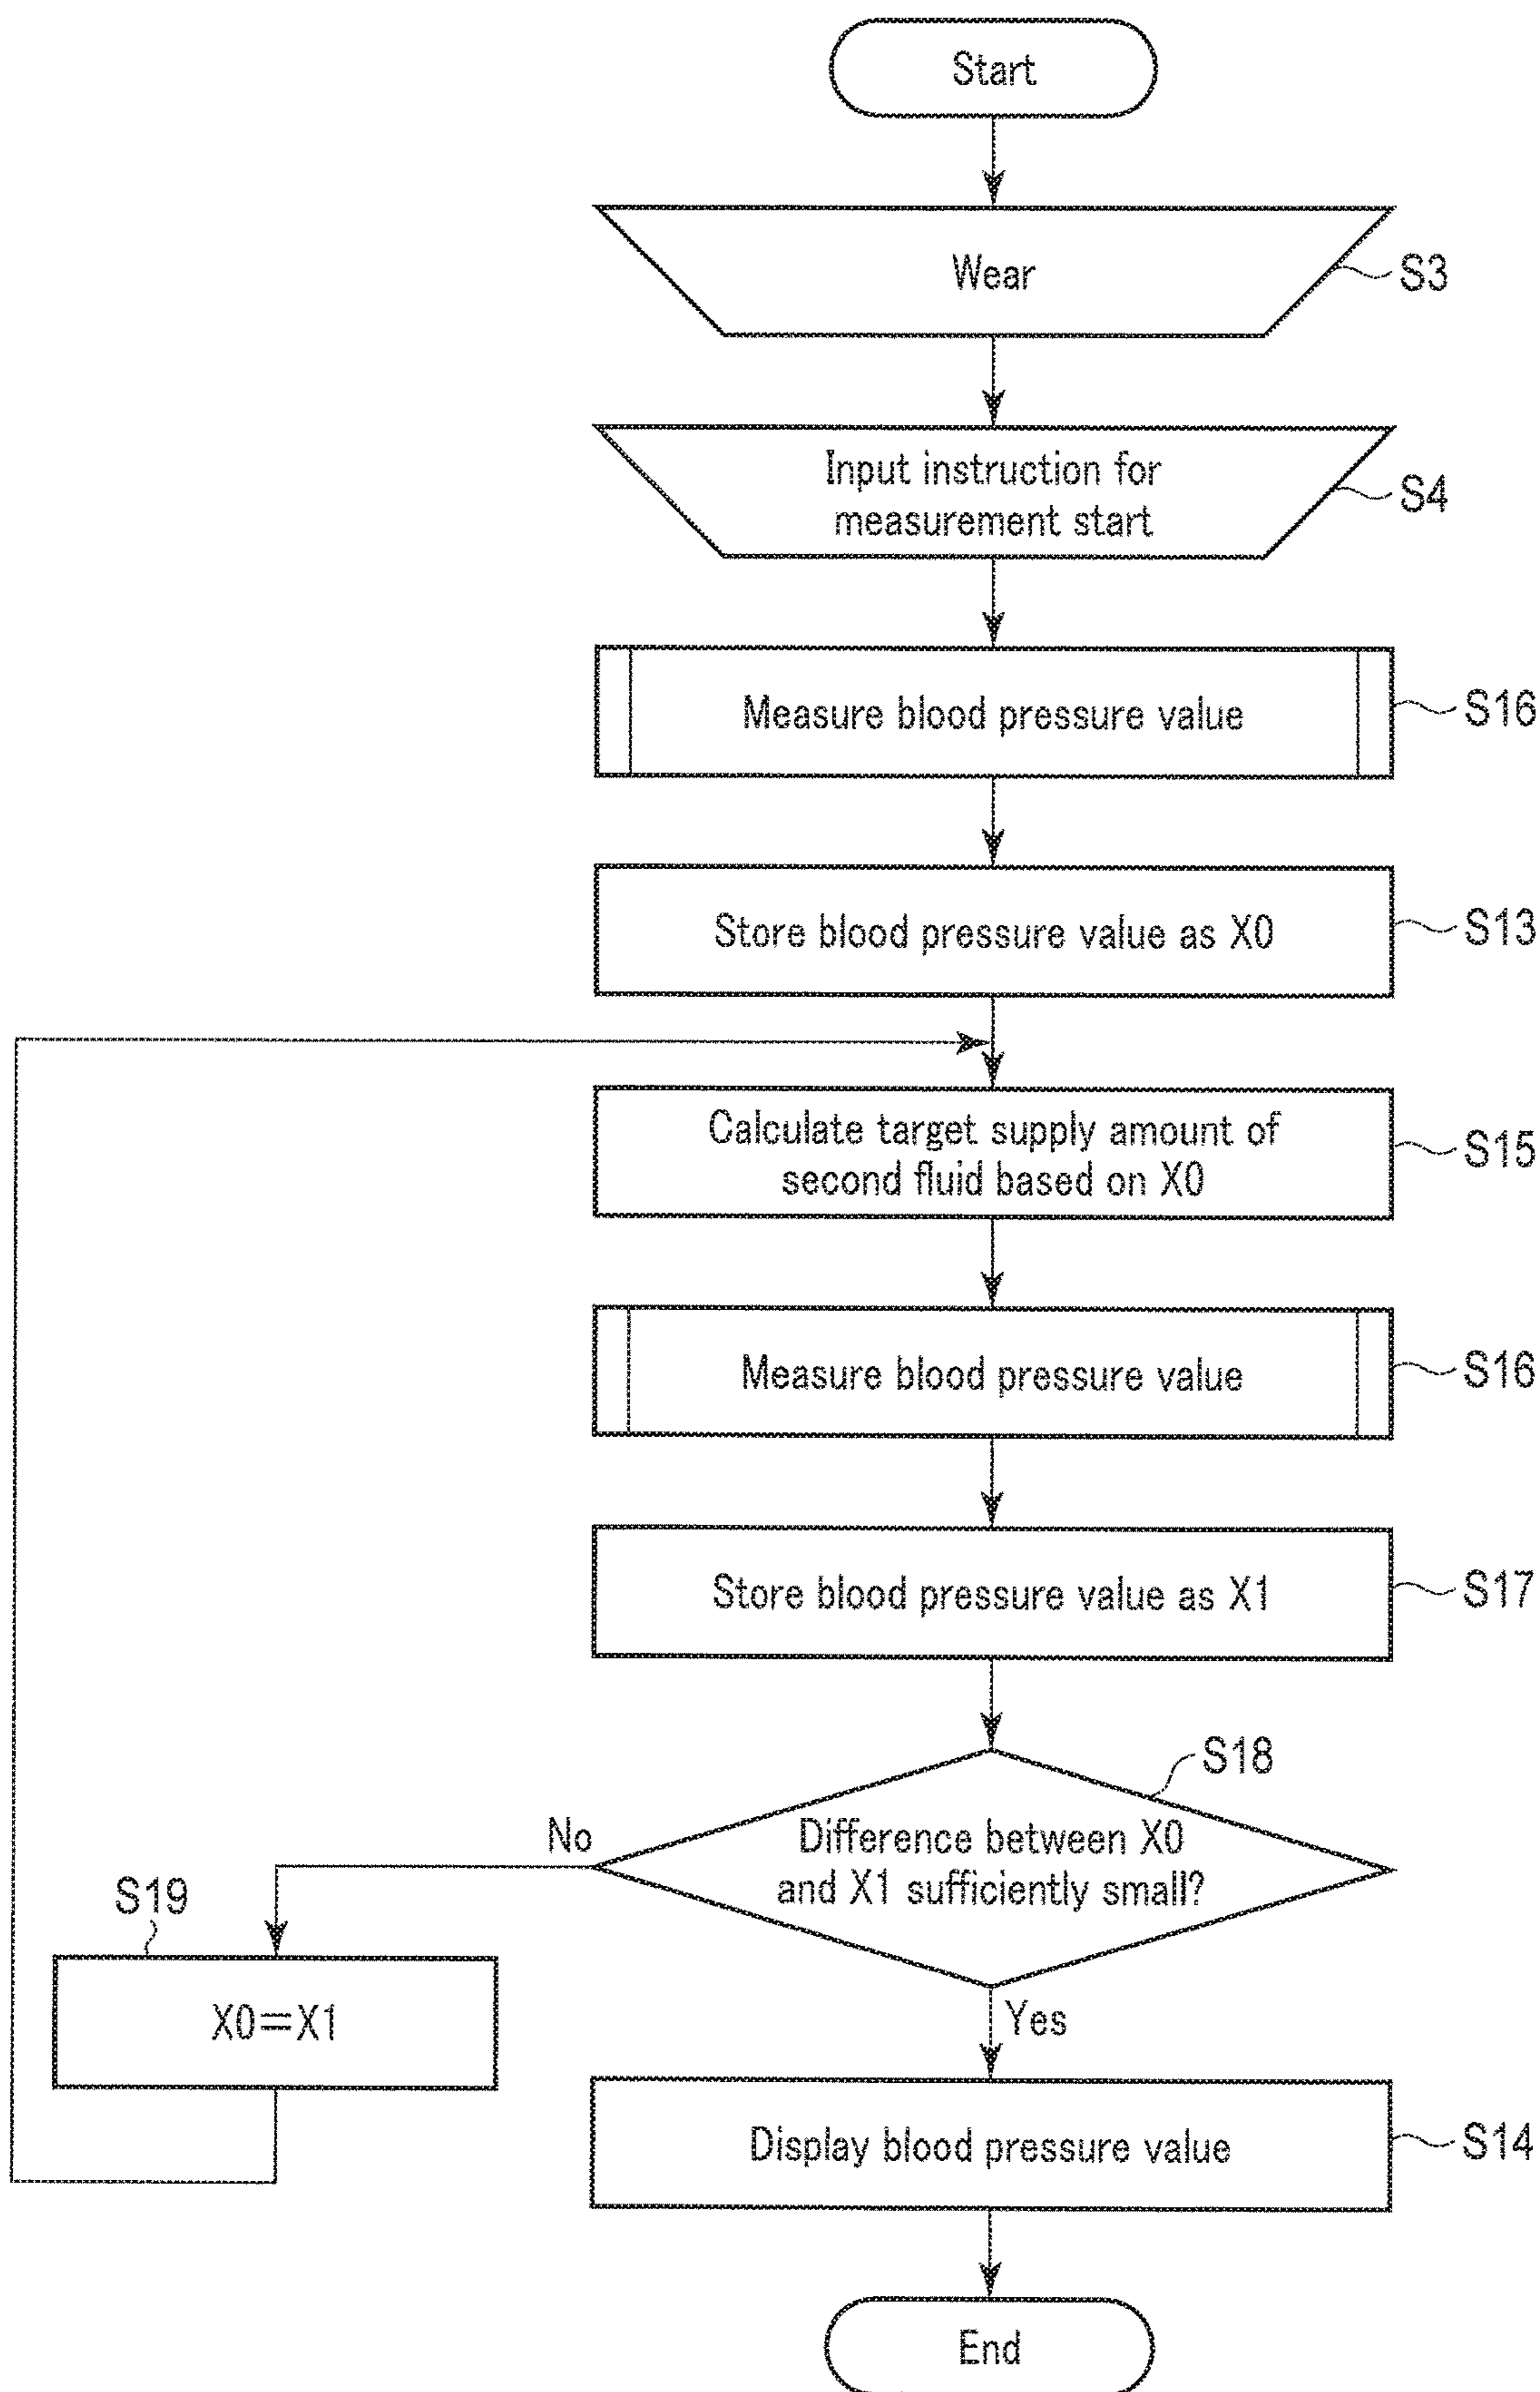 Start
Wear
S3
Input instruction for
measurement start
S4
Measure blood pressure value
S16
Store blood pressure value as X0
S13
Calculate target supply amount of
second fluid based on X0
S15
Measure blood pressure value
S16
Store blood pressure value as X1
S17
S18
Difference between X0
and X1 sufficiently small?
No
S19
X0=X1
Yes
Display blood pressure value
S14
End